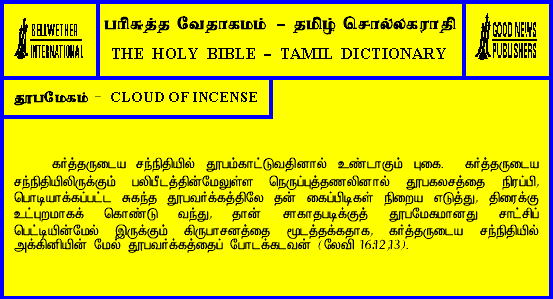 BELLWETHER
INTERNATIONAL
பரிசுத்த வேதாகமம் – தமிழ் சொல்லகராதி
THE HOLY BIBLE – TAMIL DICTIONARY
GOOD NEWS
PUBLISHERS
தூபமேகம் – CLOUD OF INCENSE
கர்த்தருடைய சந்நிதியில் தூபம்காட்டுவதினால் உண்டாகும் புகை. கர்த்தருடைய
சந்நிதியிலிருக்கும் பலிபீடத்தின்மேலுள்ள நெருப்புத்தணலினால் தூபகலசத்தை நிரப்பி,
பொடியாக்கப்பட்ட சுகந்த தூபவர்க்கத்திலே தன் கைப்பிடிகள் நிறைய எடுத்து, திரைக்கு
உட்புறமாகக் கொண்டு வந்து, தான் சாகாதபடிக்குத் தூபமேகமானது சாட்சிப்
பெட்டியின்மேல் இருக்கும் கிருபாசனத்தை மூடத்தக்கதாக, கர்த்தருடைய சந்நிதியில்
அக்கினியின் மேல் தூபவர்க்கத்தைப் போடக்கடவன் (லேவி 16:12,13).